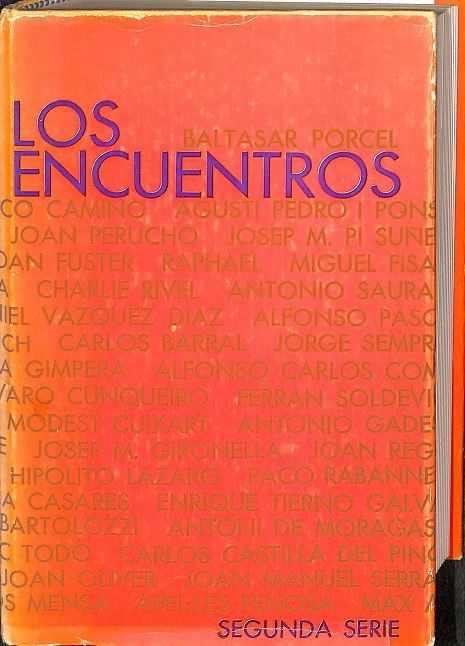 LOS
BALTASAR PORCEL
ENCUENTROS
CO CAMINO AGUSTI PEDRO I PONS
JOAN PERUCHO JOSEP M. PI SUÑE
OAN FUSTER RAPHAEL MIGUEL FISA
A CHARLIE RIVEL ANTONIO SAURA
IEL VAZQUEZ DIAZ ALFONSO PASO
CH CARLOS BARRAL JORGE SEMPR
A GIMPERA ALFONSO CARLOS COM
VARO CUNQUEIRO FERRAN SOLDEVI
MODEST CUIXART ANTONIO GADE
E JOSEP M. GIRONELLA JOAN REG
HIPOLITO LAZARO PACO RABANNE
A CASARES ENRIQUE TIERNO GALVA
BARTOLOZZI ANTONI DE MORAGAS
C TODO CARLOS CASTILLA DEL PINO
JOAN OLIVER JOAN MANUEL SERRA
OS MENSA APEL·LES FENOSA MAX A
SEGUNDA SERIE